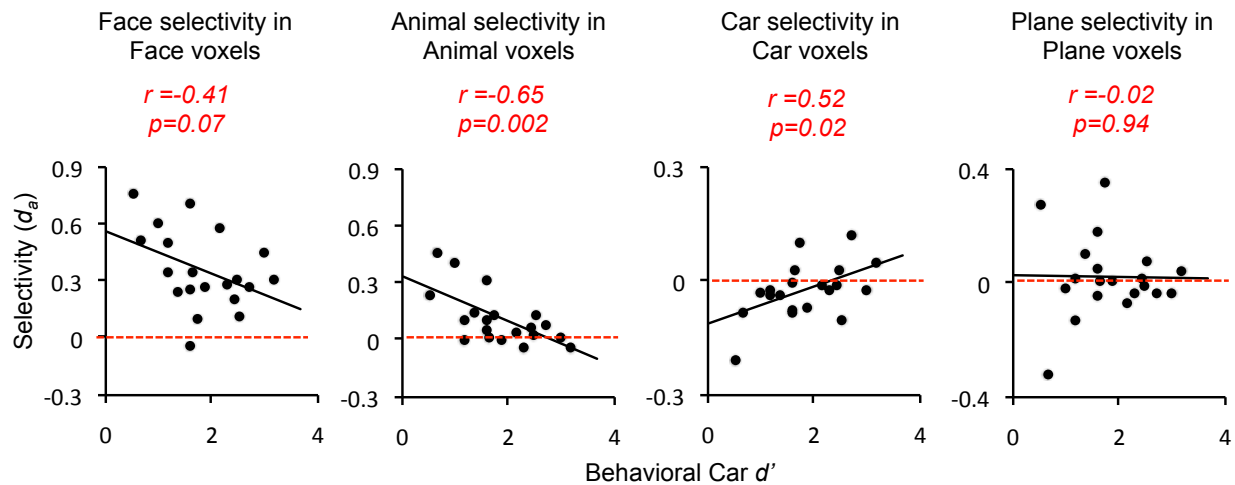 Face selectivity in
Face voxels
r =-0.41
p=0.07
Animal selectivity in
Animal voxels
r =-0.65
p=0.002
Car selectivity in
Car voxels
r =0.52
p=0.02
Plane selectivity in
Plane voxels
r =-0.02
p=0.94
Selectivity (da)
0.9
0.6
0.3
0
-0.3
0 2 4
0.9
0.6
0.3
0
-0.3
0 2 4
0.3
0
-0.3
0 2 4
0.4
0
-0.4
0 2 4
Behavioral Car d'